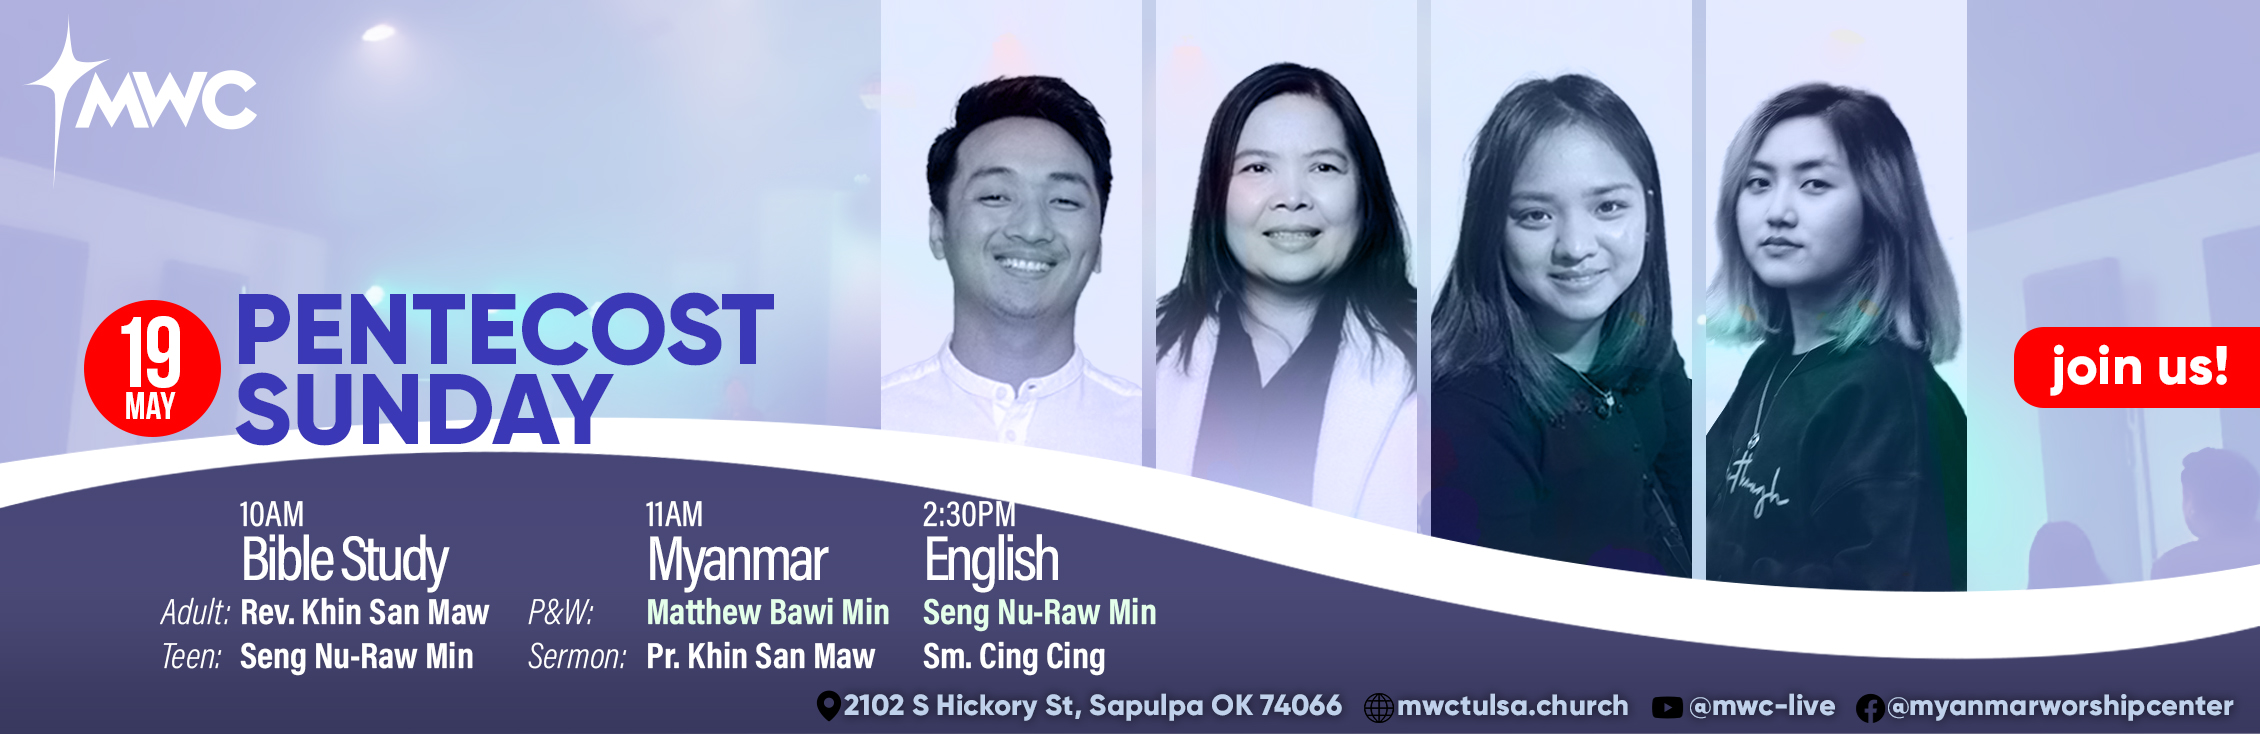 MWC
19
MAY
PENTECOST
SUNDAY
join us!
10AM
Bible Study
Adult: Rev. Khin San Maw
Teen: Seng Nu-Raw Min
11AM
Myanmar
P&W: Matthew Bawi Min
Sermon: Pr. Khin San Maw
2:30PM
English
Seng Nu-Raw Min
Sm. Cing Cing
2102 S Hickory St, Sapulpa OK 74066 mwctulsa.church @mwc-live @myanmarworshipcenter